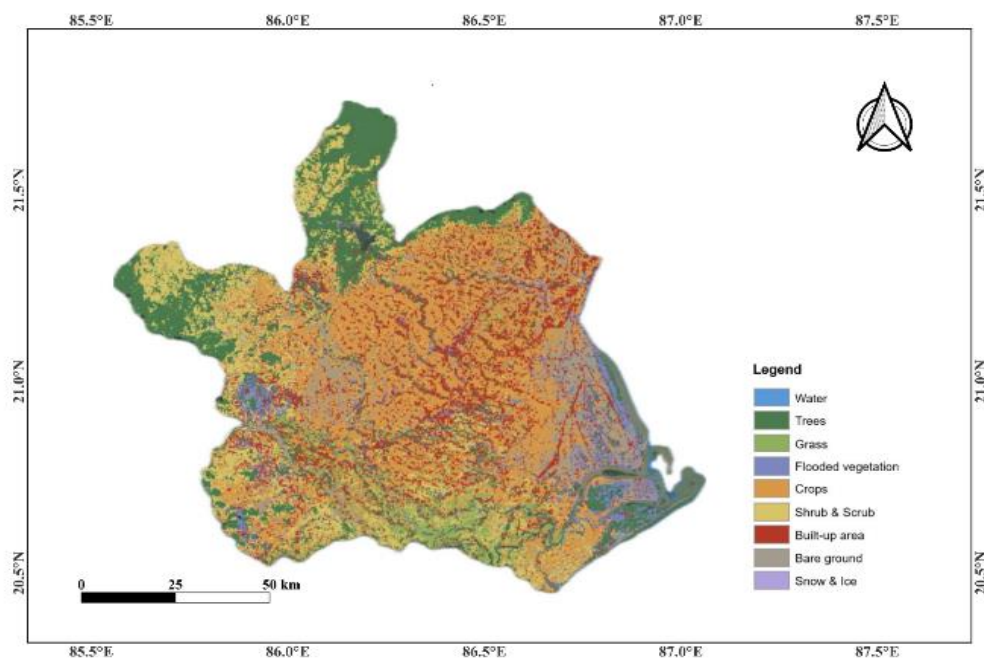 85.5°E 86.0°E 86.5°E 87.0°E 87.5°E
21.5°N 21.5°N
21.0°N 21.0°N
Legend
Water
Trees
Grass
Flooded vegetation
Crops
Shrub & Scrub
Built-up area
Bare ground
Snow & Ice
20.5°N 20.5°N
0 25 50 km
85.5°E 86.0°E 86.5°E 87.0°E 87.5°E